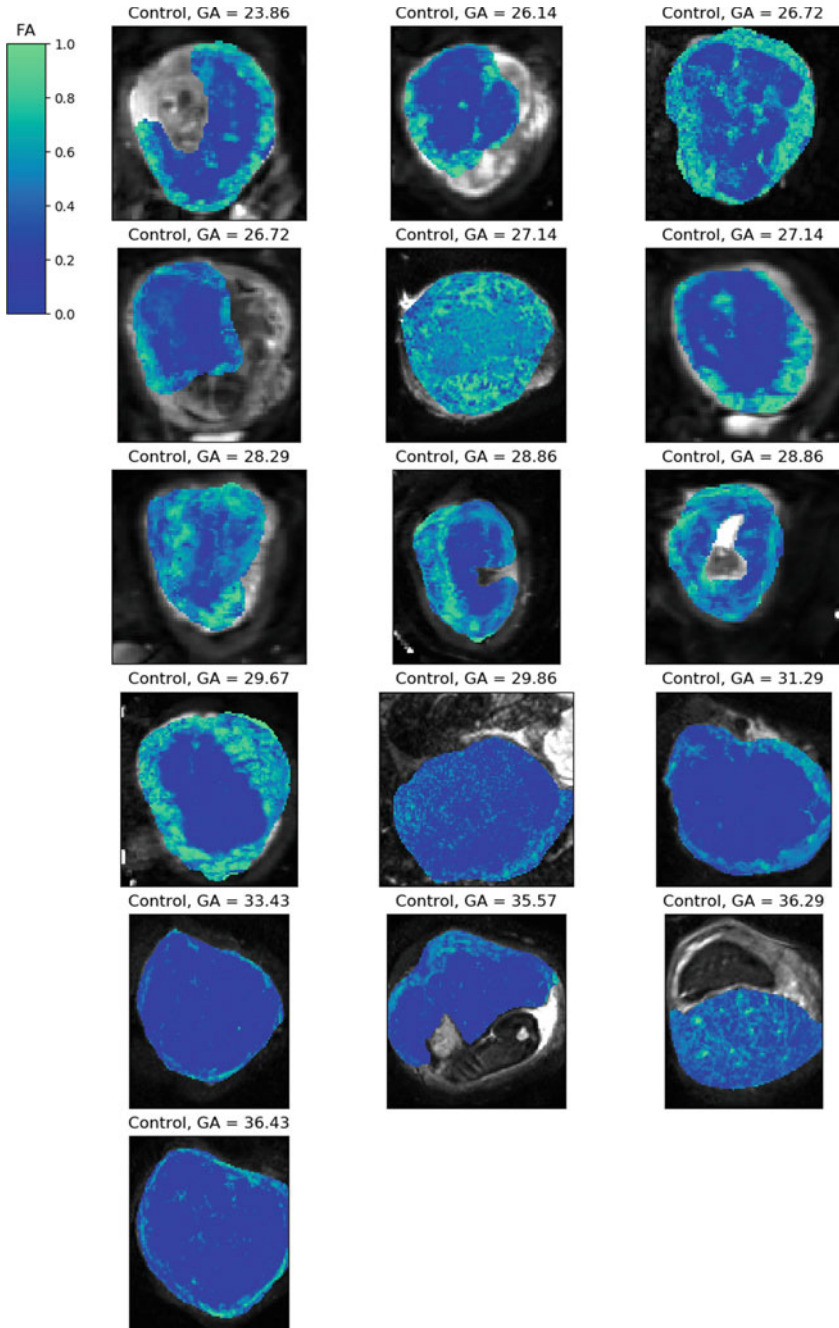 Control, GA = 23.86
Control, GA = 26.14
Control, GA = 26.72
FA
1.0
0.8
0.6
0.4
0.2
0.0
Control, GA = 26.72
Control, GA = 27.14
Control, GA = 27.14
Control, GA = 28.29
Control, GA = 28.86
Control, GA = 28.86
Control, GA = 29.67
Control, GA = 29.86
Control, GA = 31.29
Control, GA = 33.43
Control, GA = 35.57
Control, GA = 36.29
Control, GA = 36.43